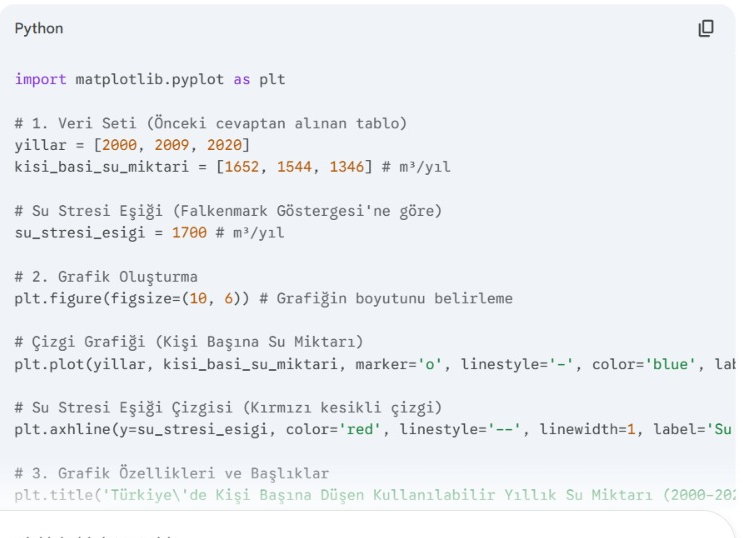 Python
import matplotlib.pyplot as plt
# 1. Veri Seti (Önceki cevaptan alınan tablo)
yillar = [2000, 2009, 2020]
kisi_basi_su_miktari = [1652, 1544, 1346] # m³/yıl
# Su Stresi Eşiği (Falkenmark Göstergesi'ne göre)
su_stresi_esigi = 1700 # m³/yıl
# 2. Grafik Oluşturma
plt.figure(figsize=(10, 6)) # Grafiğin boyutunu belirleme
# Çizgi Grafiği (Kişi Başına Su Miktarı)
plt.plot(yillar, kisi_basi_su_miktari, marker='o', linestyle='-', color='blue', lab
# Su Stresi Eşiği Çizgisi (Kırmızı kesikli çizgi)
plt.axhline(y=su_stresi_esigi, color='red', linestyle='--', linewidth=1, label='Su
# 3. Grafik Özellikleri ve Başlıklar
plt.title('Türkiye\'de Kişi Başına Düşen Kullanılabilir Yıllık Su Miktarı (2000-202